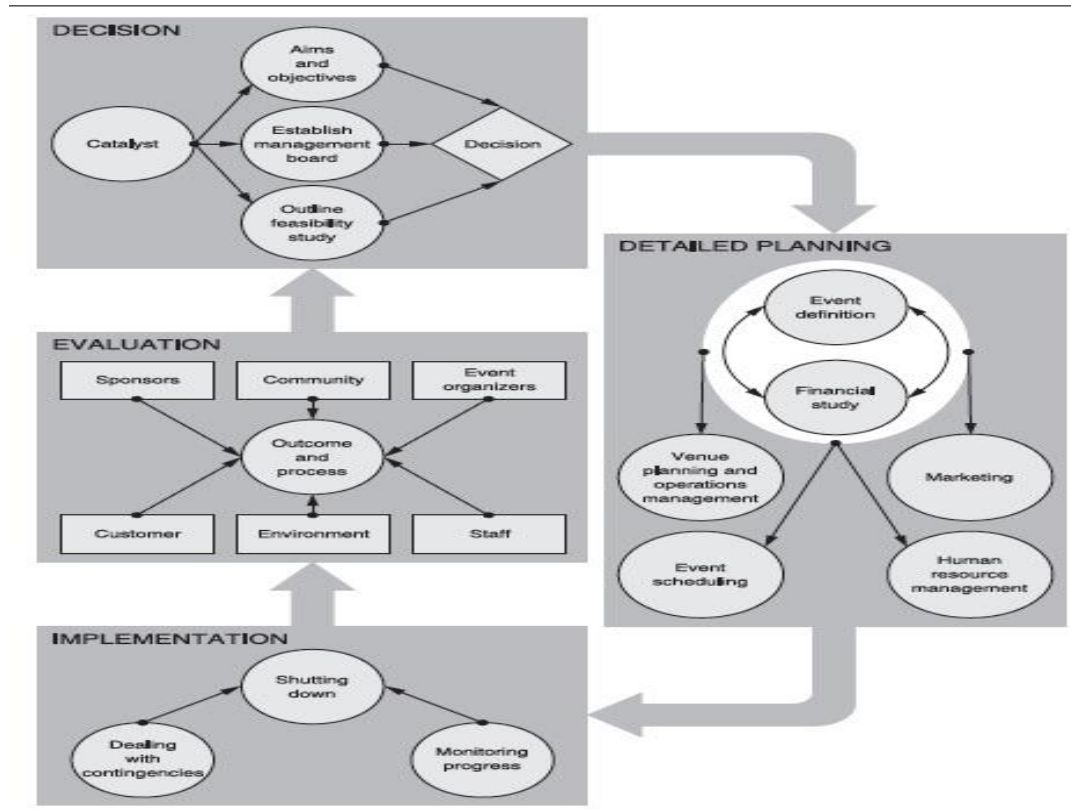 DECISION
Aims
and
objectives
Catalyst
Establish
management
board
Decision
Outline
feasibility
study
DETAILED PLANNING
Event
definition
Financial
study
Venue
planning and
operations
management
Marketing
Event
scheduling
Human
resource
management
EVALUATION
Sponsors
Community
Event
organizers
Outcome
and
process
Customer
Environment
Staff
IMPLEMENTATION
Shutting
down
Dealing
with
contingencies
Monitoring
progress